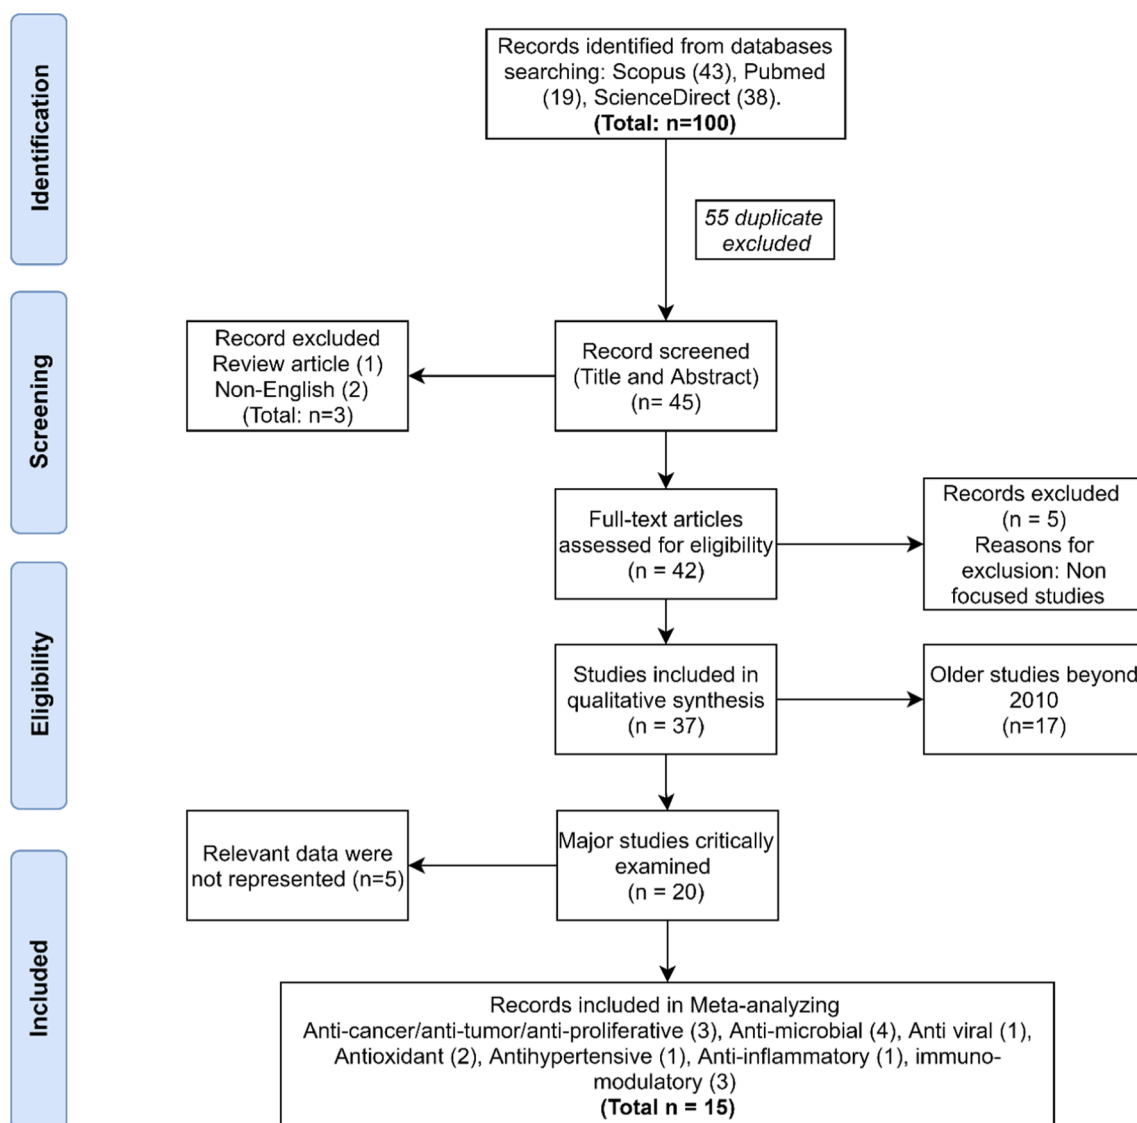 Identification
Records identified from databases
searching: Scopus (43), Pubmed
(19), ScienceDirect (38).
(Total: n=100)
55 duplicate
excluded
Screening
Record excluded
Review article (1)
Non-English (2)
(Total: n=3)
Record screened
(Title and Abstract)
(n= 45)
Full-text articles
assessed for eligibility
(n = 42)
Records excluded
(n = 5)
Reasons for
exclusion: Non
focused studies
Eligibility
Studies included in
qualitative synthesis
(n = 37)
Older studies beyond
2010
(n=17)
Relevant data were
not represented (n=5)
Major studies critically
examined
(n = 20)
Included
Records included in Meta-analyzing
Anti-cancer/anti-tumor/anti-proliferative (3), Anti-microbial (4), Anti viral (1),
Antioxidant (2), Antihypertensive (1), Anti-inflammatory (1), immuno-
modulatory (3)
(Total n = 15)